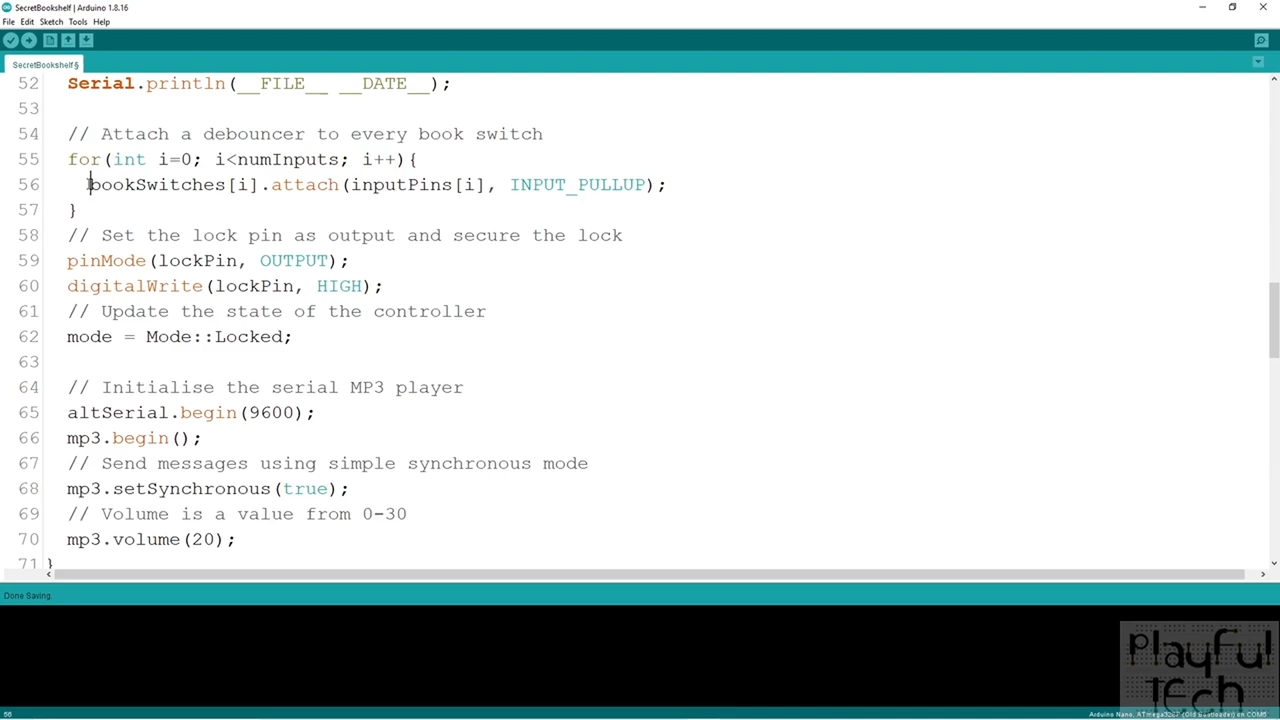 SecretBookshelf | Arduino 1.8.16
File Edit Sketch Tools Help
SecretBookshelf§
52 Serial.println(__FILE__ __DATE__);
53
54 // Attach a debouncer to every book switch
55 for(int i=0; i<numInputs; i++){
56 bookSwitches[i].attach(inputPins[i], INPUT_PULLUP);
57 }
58 // Set the lock pin as output and secure the lock
59 pinMode(lockPin, OUTPUT);
60 digitalWrite(lockPin, HIGH);
61 // Update the state of the controller
62 mode = Mode::Locked;
63
64 // Initialise the serial MP3 player
65 altSerial.begin(9600);
66 mp3.begin();
67 // Send messages using simple synchronous mode
68 mp3.setSynchronous(true);
69 // Volume is a value from 0-30
70 mp3.volume(20);
71 }
Done Saving.
PlayFul
TEch
56
Arduino Nano, on COM5